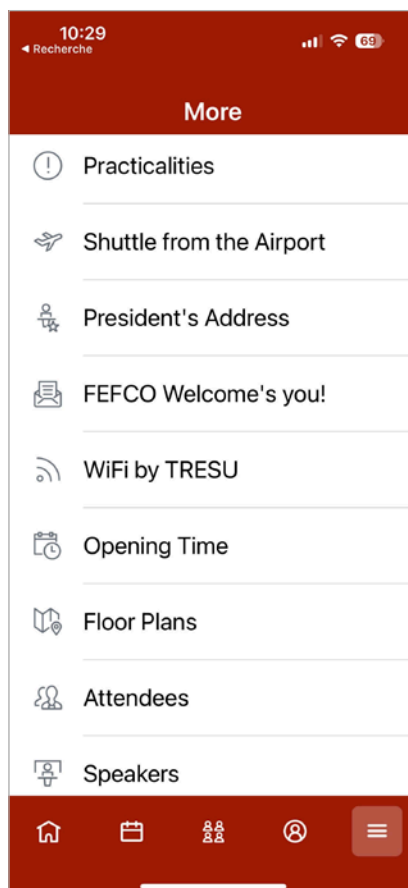 10:29
◀ Recherche
69
More
Practicalities
Shuttle from the Airport
President's Address
FEFCO Welcome's you!
WiFi by TRESU
Opening Time
Floor Plans
Attendees
Speakers